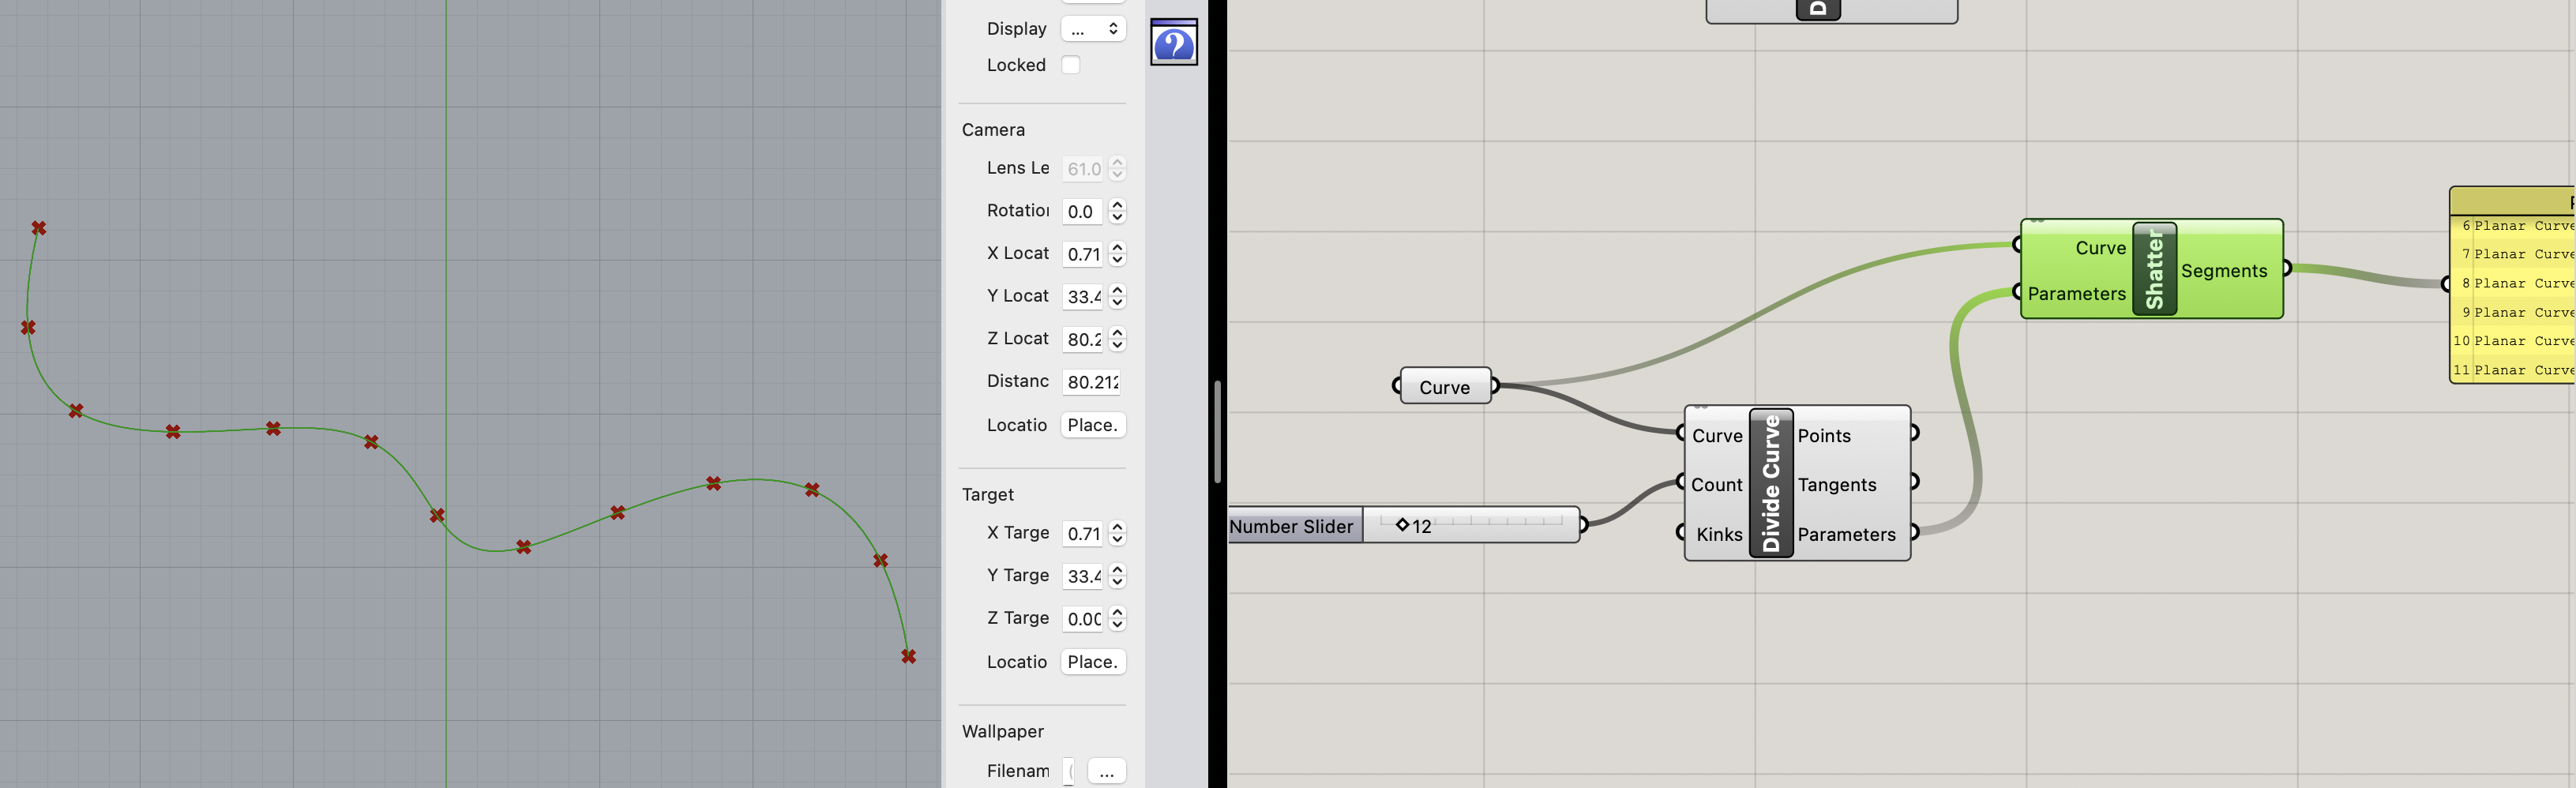 Display
...
Locked
Camera
Lens Le
61.0
Rotation
0.0
X Locat
0.71
Y Locat
33.4
Z Locat
80.2
Distanc
80.212
Locatio
Place.
Target
X Targe
0.71
Y Targe
33.4
Z Targe
0.00
Locatio
Place.
Wallpaper
Filenam
(
...
?
D
Curve
Number Slider
12
Curve
Count
Kinks
Divide Curve
Points
Tangents
Parameters
Curve
Parameters
Shatter
Segments
6 Planar Curve
7 Planar Curve
8 Planar Curve
9 Planar Curve
10 Planar Curve
11 Planar Curve